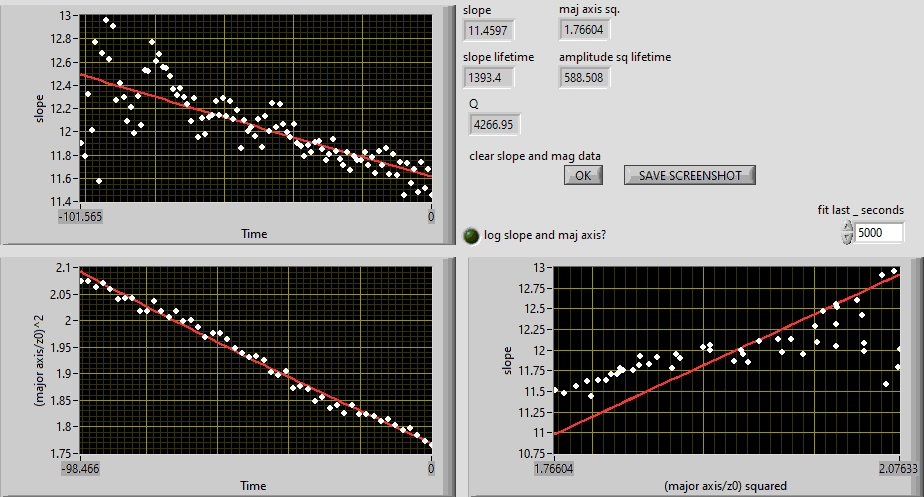 slope
13
12.8
12.6
12.4
12.2
12
11.8
11.6
11.4
-101.565
0
Time
slope
11.4597
maj axis sq.
1.76604
slope lifetime
1393.4
amplitude sq lifetime
588.508
Q
4266.95
clear slope and mag data
OK
SAVE SCREENSHOT
fit last _ seconds
5000
log slope and maj axis?
(major axis/z0)^2
2.1
2.05
2
1.95
1.9
1.85
1.8
1.75
-98.466
0
Time
slope
13
12.75
12.5
12.25
12
11.75
11.5
11.25
11
10.75
1.76604
2.07633
(major axis/z0) squared